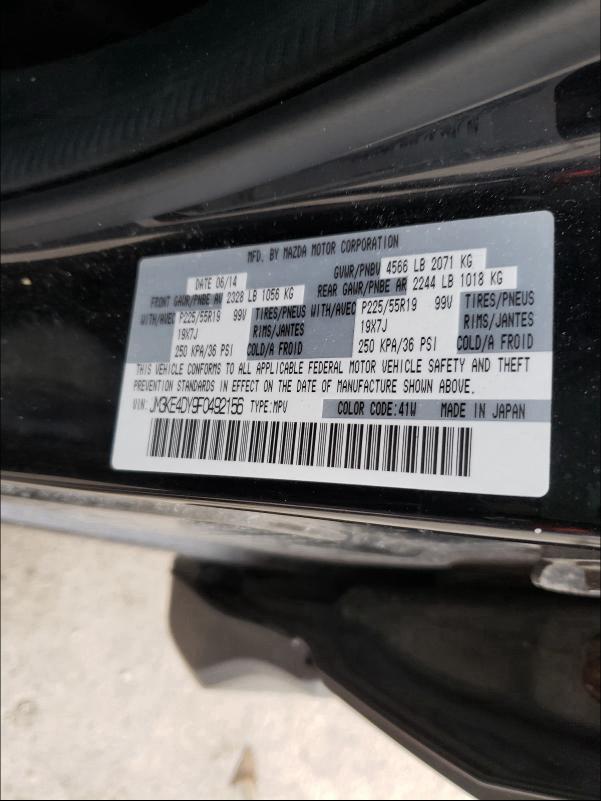 MFD. BY MAZDA MOTOR CORPORATION
DATE 06/14 GVWR/PNBV 4566 LB 2071 KG
FRONT GAWR/PNBE AV 2328 LB 1056 KG REAR GAWR/PNBE AR 2244 LB 1018 KG
WITH/AVEC P225/55R19 99V TIRES/PNEUS WITH/AVEC P225/55R19 99V TIRES/PNEUS
19X7J RIMS/JANTES 19X7J RIMS/JANTES
250 KPA/36 PSI COLD/A FROID 250 KPA/36 PSI COLD/A FROID
THIS VEHICLE CONFORMS TO ALL APPLICABLE FEDERAL MOTOR VEHICLE SAFETY AND THEFT
PREVENTION STANDARDS IN EFFECT ON THE DATE OF MANUFACTURE SHOWN ABOVE.
VIN: JM3KE4DY9F0492156 TYPE:MPV COLOR CODE:41W MADE IN JAPAN